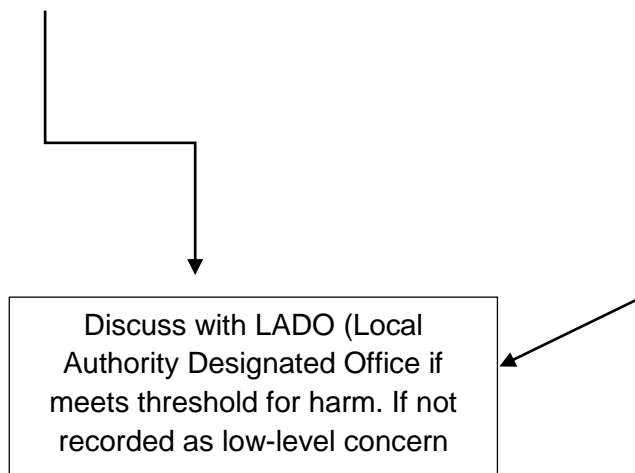 Discuss with LADO (Local
Authority Designated Office if
meets threshold for harm. If not
recorded as low-level concern